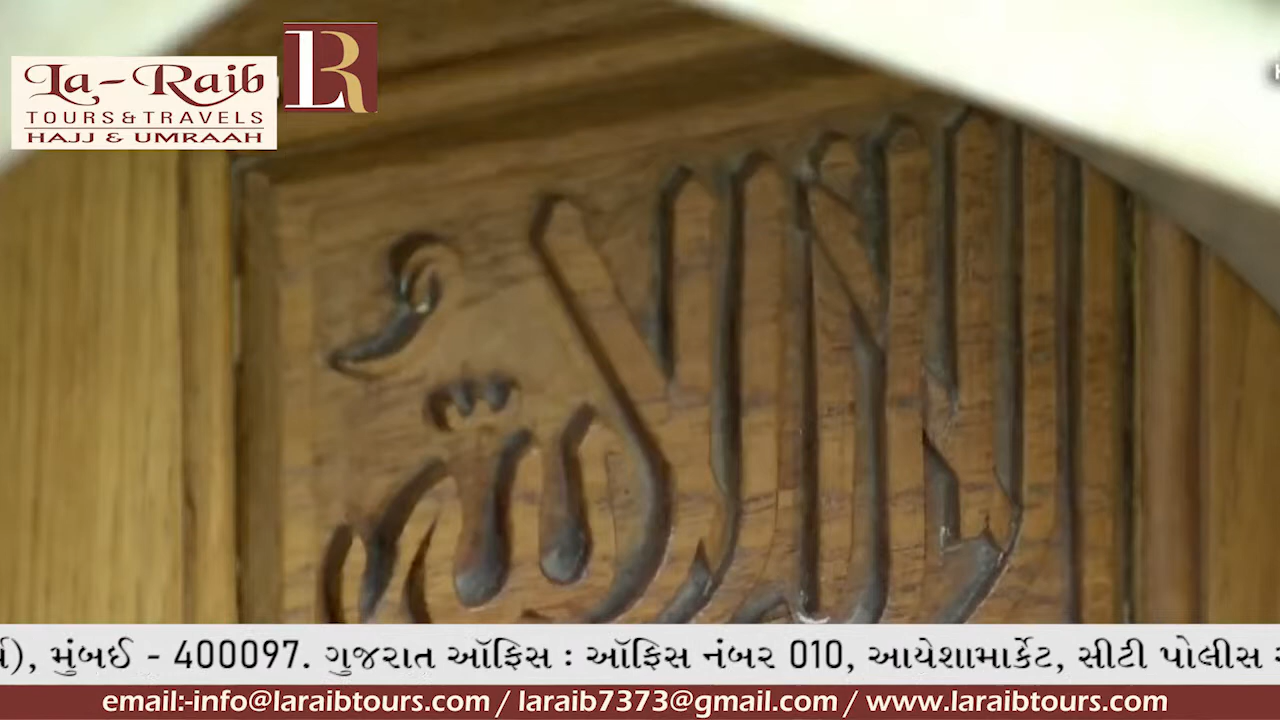 La-Raib
TOURS & TRAVELS
HAJJ & UMRAAH
LR
મુંબઈ - 400097. ગુજરાત ઑફિસ : ઑફિસ નંબર 010, આયેશામાર્કેટ, સીટી પોલીસ
email:-info@laraibtours.com / laraib7373@gmail.com / www.laraibtours.com